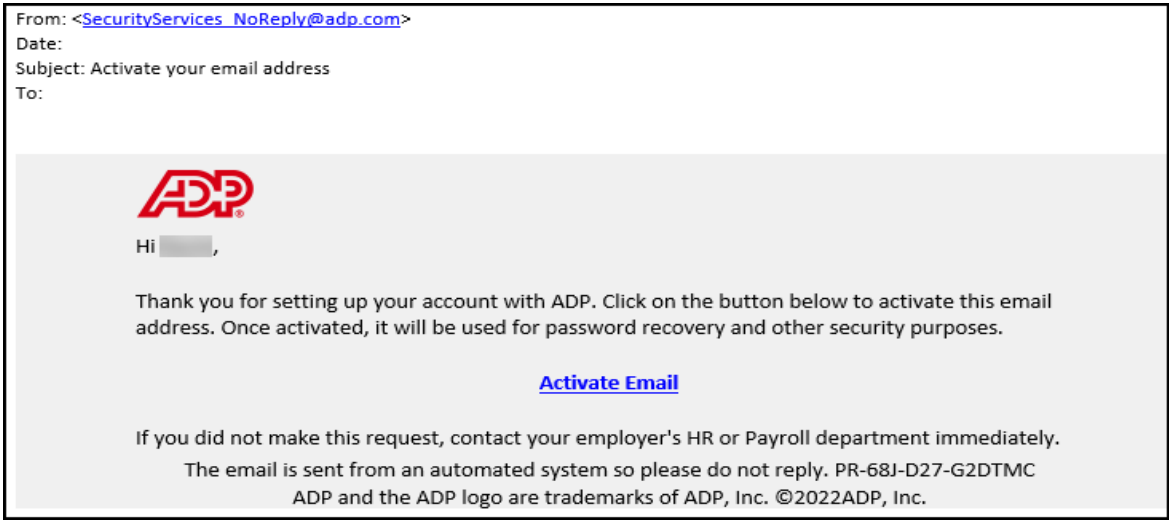 From: <SecurityServices_NoReply@adp.com>
Date:
Subject: Activate your email address
To:
ADP®
Hi ,
Thank you for setting up your account with ADP. Click on the button below to activate this email
address. Once activated, it will be used for password recovery and other security purposes.
Activate Email
If you did not make this request, contact your employer's HR or Payroll department immediately.
The email is sent from an automated system so please do not reply. PR-68J-D27-G2DTMC
ADP and the ADP logo are trademarks of ADP, Inc. ©2022ADP, Inc.